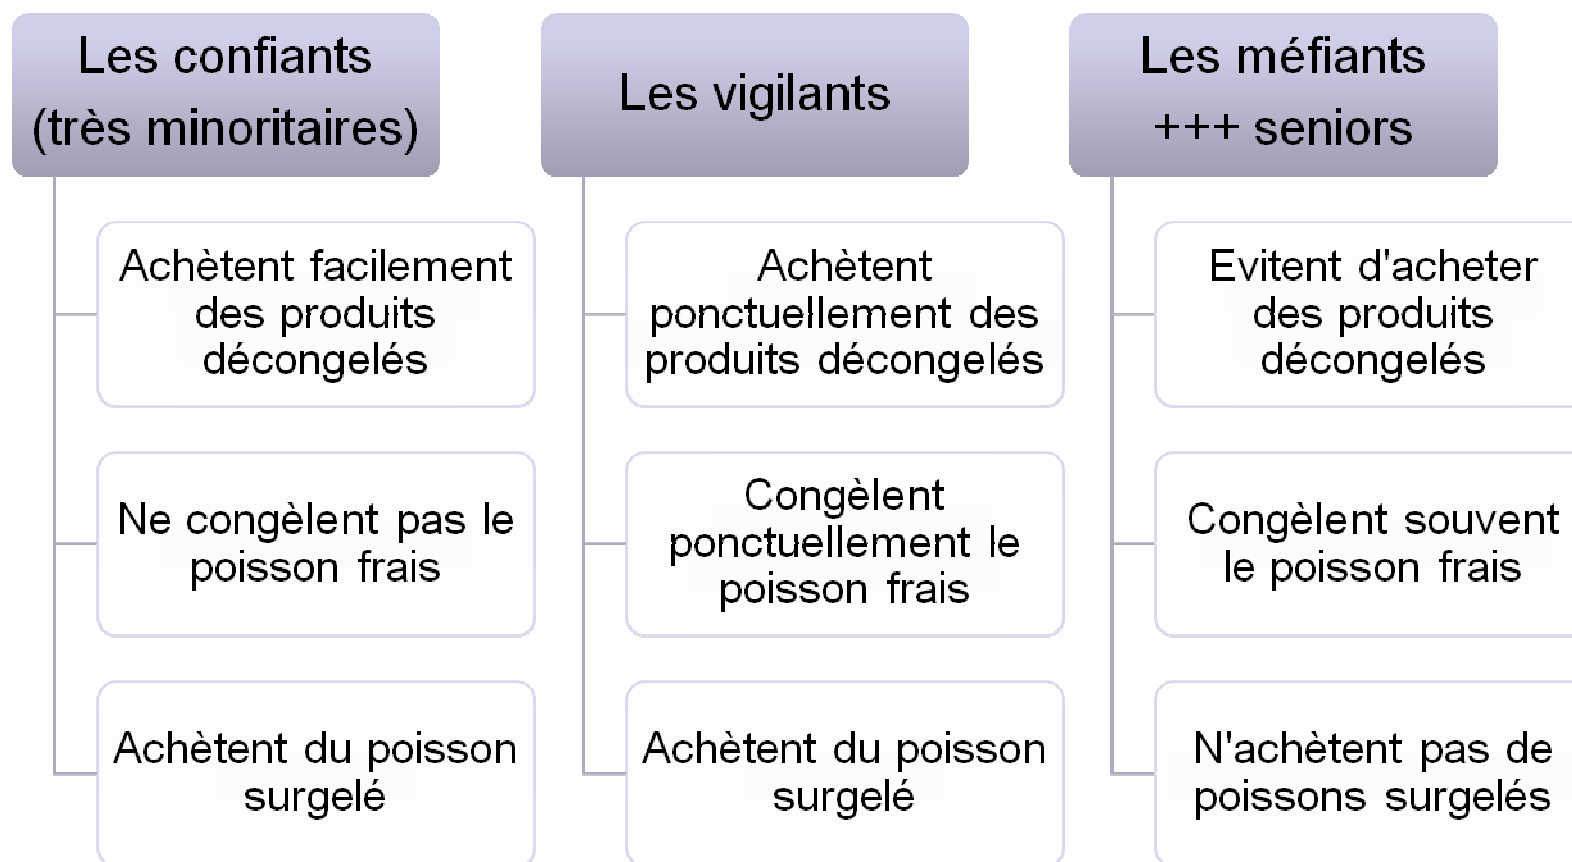 Les confiants
(très minoritaires)
Achètent facilement
des produits
décongelés
Ne congèlent pas le
poisson frais
Achètent du poisson
surgelé
Les vigilants
Achètent
ponctuellement des
produits décongelés
Congèlent
ponctuellement le
poisson frais
Achètent du poisson
surgelé
Les méfiants
+++ seniors
Evitent d'acheter
des produits
décongelés
Congèlent souvent
le poisson frais
N'achètent pas de
poissons surgelés